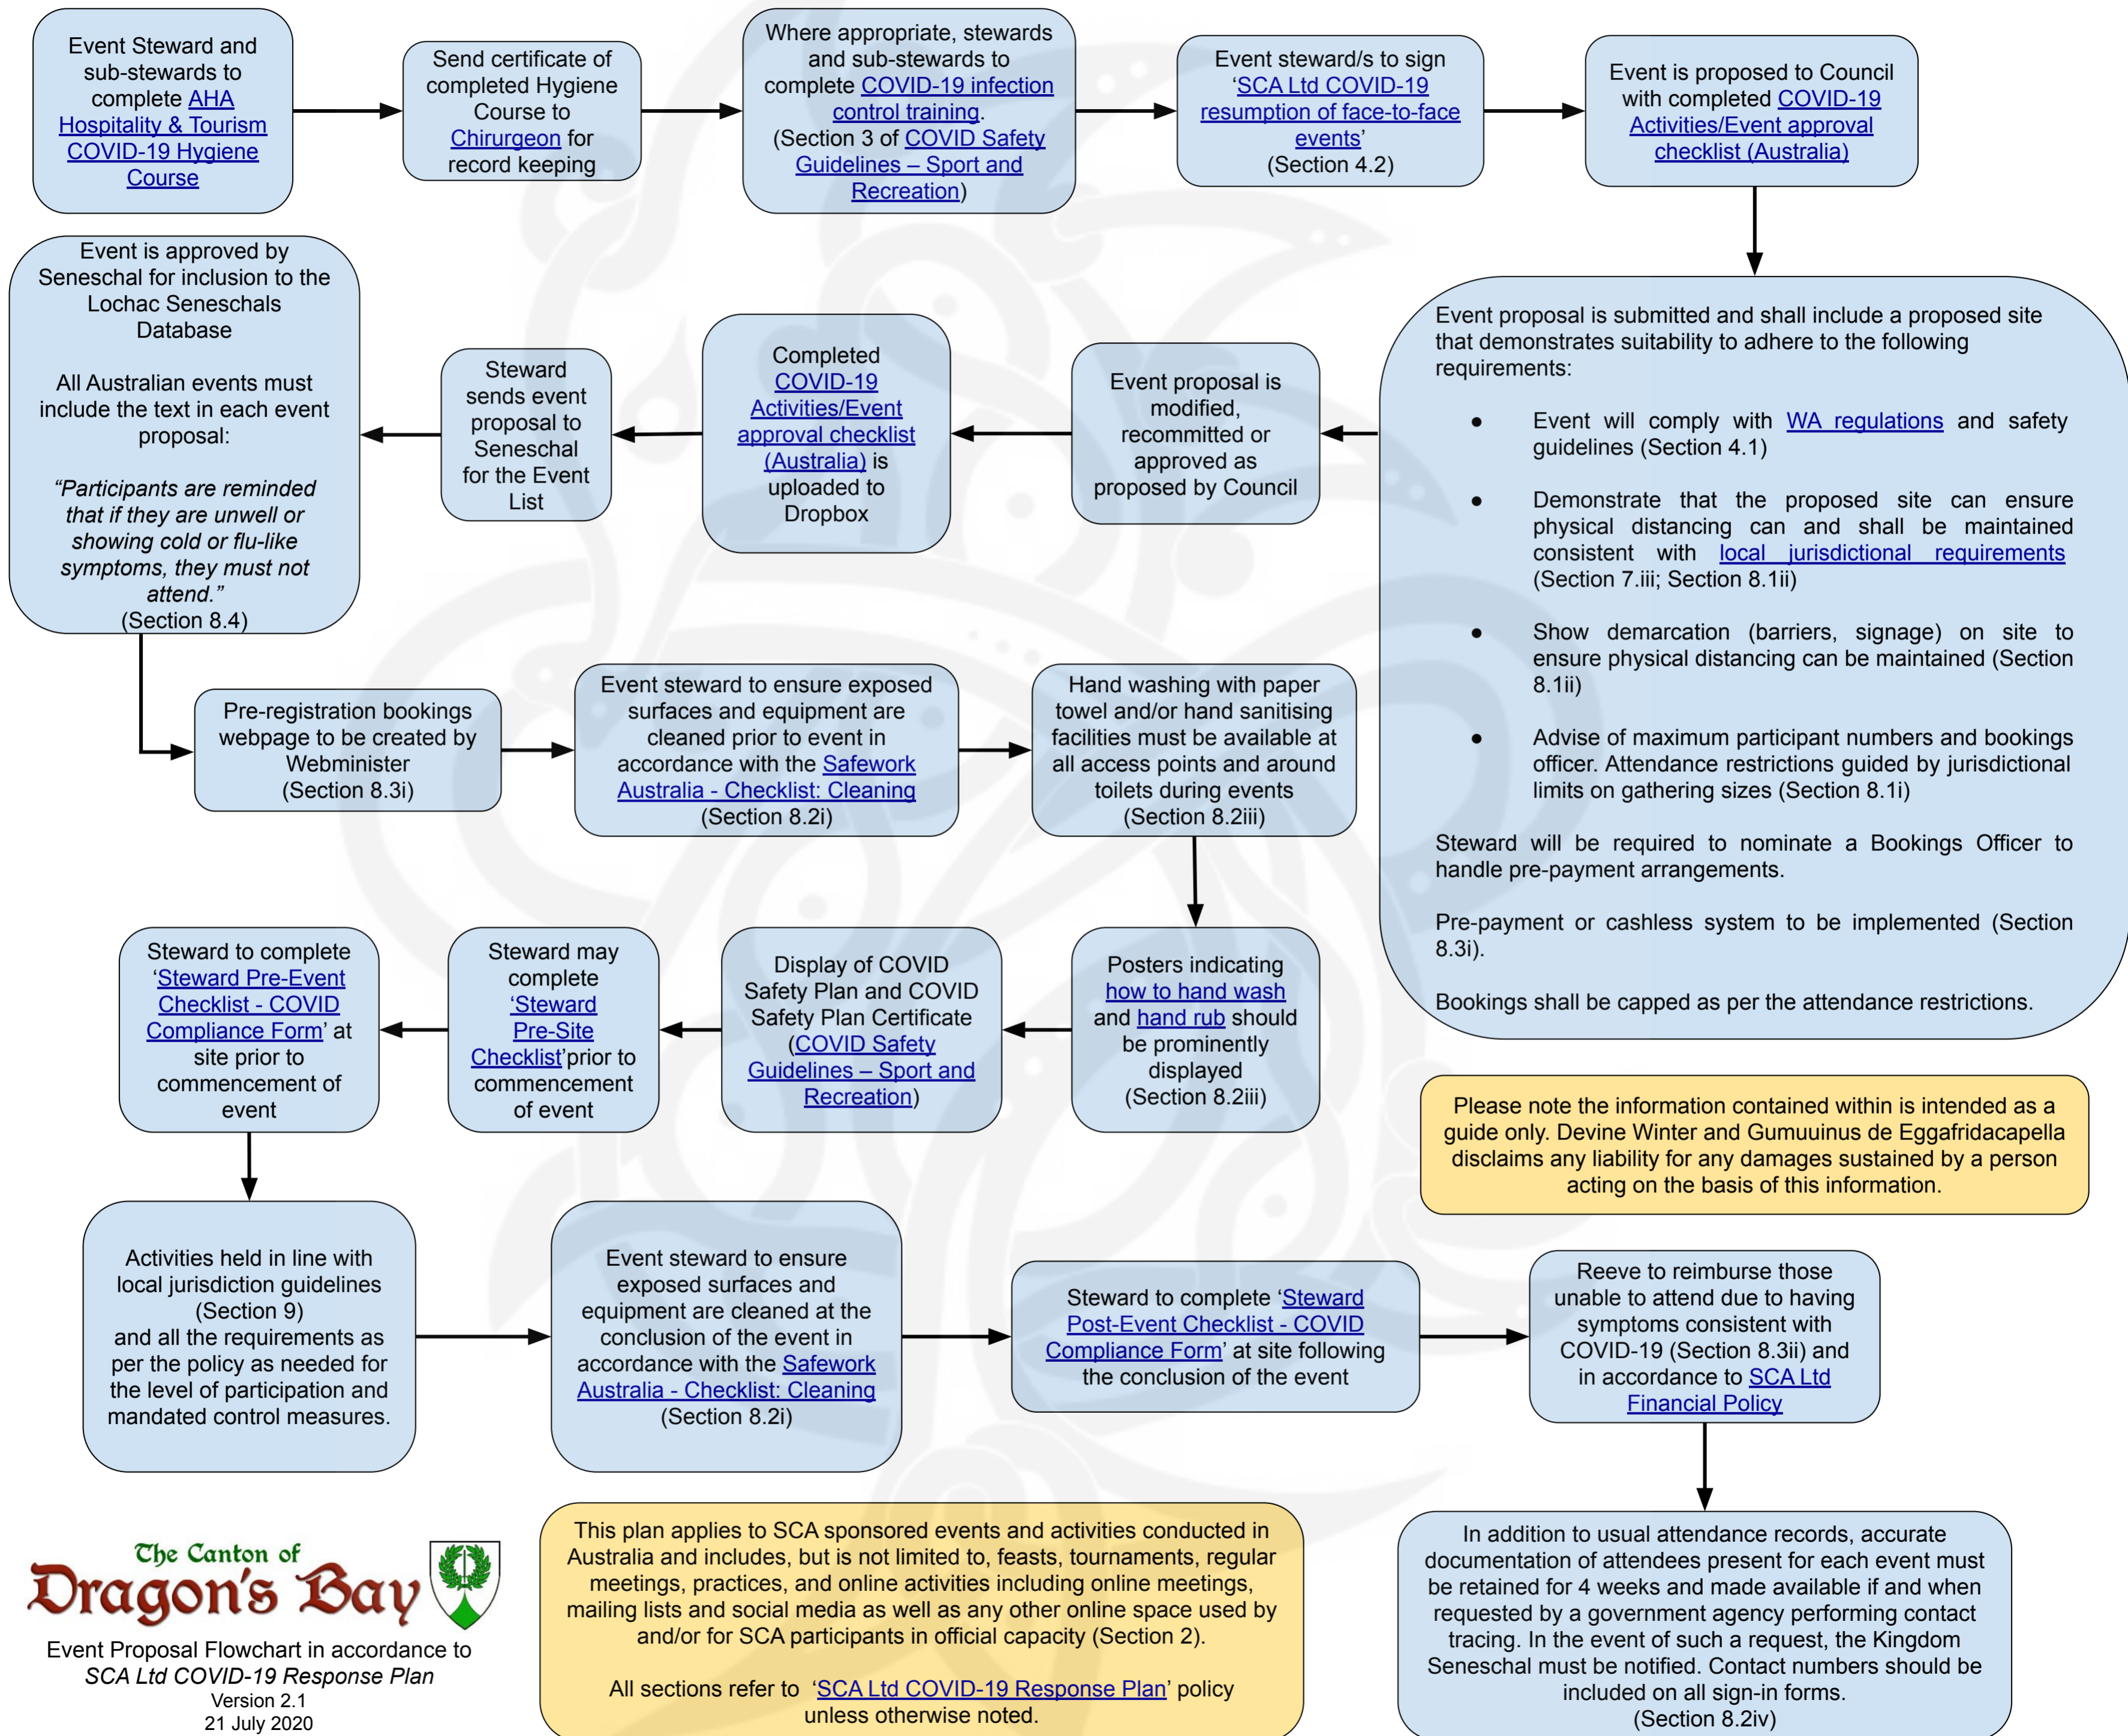 Event Steward and
sub-stewards to
complete AHA
Hospitality & Tourism
COVID-19 Hygiene
Course
Send certificate of
completed Hygiene
Course to
Chirurgeon for
record keeping
Where appropriate, stewards
and sub-stewards to
complete COVID-19 infection
control training.
(Section 3 of COVID Safety
Guidelines – Sport and
Recreation)
Event steward/s to sign
‘SCA Ltd COVID-19
resumption of face-to-face
events’
(Section 4.2)
Event is proposed to Council
with completed COVID-19
Activities/Event approval
checklist (Australia)
Event proposal is submitted and shall include a proposed site
that demonstrates suitability to adhere to the following
requirements:
● Event will comply with WA regulations and safety
guidelines (Section 4.1)
● Demonstrate that the proposed site can ensure
physical distancing can and shall be maintained
consistent with local jurisdictional requirements
(Section 7.iii; Section 8.1ii)
● Show demarcation (barriers, signage) on site to
ensure physical distancing can be maintained (Section
8.1ii)
● Advise of maximum participant numbers and bookings
officer. Attendance restrictions guided by jurisdictional
limits on gathering sizes (Section 8.1i)
Steward will be required to nominate a Bookings Officer to
handle pre-payment arrangements.
Pre-payment or cashless system to be implemented (Section
8.3i).
Bookings shall be capped as per the attendance restrictions.
Event proposal is
modified,
recommitted or
approved as
proposed by Council
Completed
COVID-19
Activities/Event
approval checklist
(Australia) is
uploaded to
Dropbox
Steward
sends event
proposal to
Seneschal
for the Event
List
Event is approved by
Seneschal for inclusion to the
Lochac Seneschals
Database
All Australian events must
include the text in each event
proposal:
“Participants are reminded
that if they are unwell or
showing cold or flu-like
symptoms, they must not
attend.”
(Section 8.4)
Pre-registration bookings
webpage to be created by
Webminister
(Section 8.3i)
Event steward to ensure exposed
surfaces and equipment are
cleaned prior to event in
accordance with the Safework
Australia - Checklist: Cleaning
(Section 8.2i)
Hand washing with paper
towel and/or hand sanitising
facilities must be available at
all access points and around
toilets during events
(Section 8.2iii)
Posters indicating
how to hand wash
and hand rub should
be prominently
displayed
(Section 8.2iii)
Display of COVID
Safety Plan and COVID
Safety Plan Certificate
(COVID Safety
Guidelines – Sport and
Recreation)
Steward may
complete
‘Steward
Pre-Site
Checklist’prior to
commencement
of event
Steward to complete
‘Steward Pre-Event
Checklist - COVID
Compliance Form’ at
site prior to
commencement of
event
Please note the information contained within is intended as a
guide only. Devine Winter and Gumuuinus de Eggafridacapella
disclaims any liability for any damages sustained by a person
acting on the basis of this information.
Activities held in line with
local jurisdiction guidelines
(Section 9)
and all the requirements as
per the policy as needed for
the level of participation and
mandated control measures.
Event steward to ensure
exposed surfaces and
equipment are cleaned at the
conclusion of the event in
accordance with the Safework
Australia - Checklist: Cleaning
(Section 8.2i)
Steward to complete ‘Steward
Post-Event Checklist - COVID
Compliance Form’ at site following
the conclusion of the event
Reeve to reimburse those
unable to attend due to having
symptoms consistent with
COVID-19 (Section 8.3ii) and
in accordance to SCA Ltd
Financial Policy
In addition to usual attendance records, accurate
documentation of attendees present for each event must
be retained for 4 weeks and made available if and when
requested by a government agency performing contact
tracing. In the event of such a request, the Kingdom
Seneschal must be notified. Contact numbers should be
included on all sign-in forms.
(Section 8.2iv)
This plan applies to SCA sponsored events and activities conducted in
Australia and includes, but is not limited to, feasts, tournaments, regular
meetings, practices, and online activities including online meetings,
mailing lists and social media as well as any other online space used by
and/or for SCA participants in official capacity (Section 2).
All sections refer to ‘SCA Ltd COVID-19 Response Plan’ policy
unless otherwise noted.
The Canton of
Dragon's Bay
Event Proposal Flowchart in accordance to
SCA Ltd COVID-19 Response Plan
Version 2.1
21 July 2020